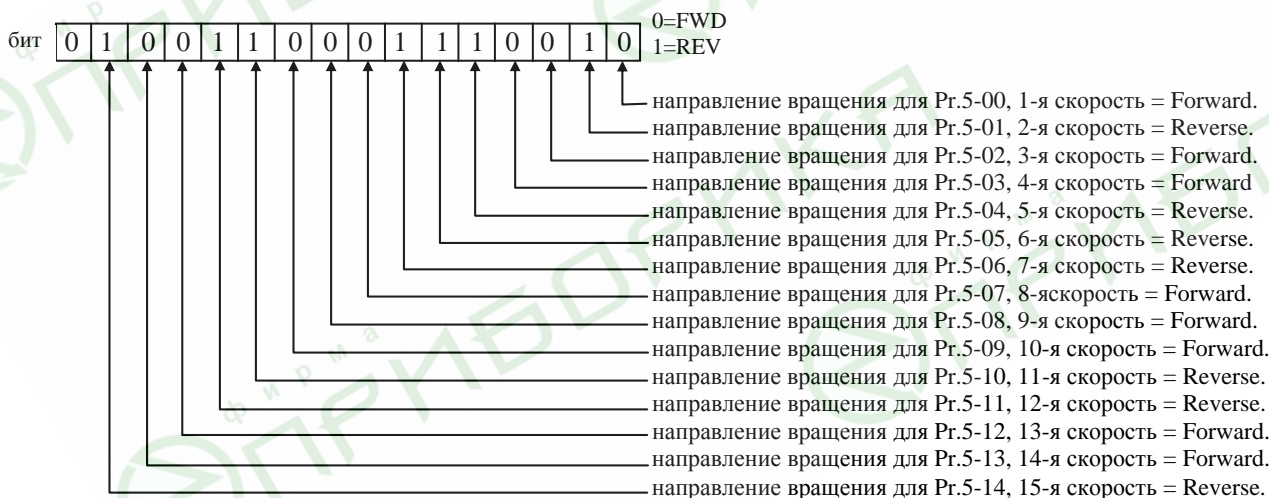 0=FWD
бит 0 1 0 0 1 1 0 0 0 1 1 1 0 0 1 0 1=REV
направление вращения для Pr.5-00, 1-я скорость = Forward.
направление вращения для Pr.5-01, 2-я скорость = Reverse.
направление вращения для Pr.5-02, 3-я скорость = Forward.
направление вращения для Pr.5-03, 4-я скорость = Forward
направление вращения для Pr.5-04, 5-я скорость = Reverse.
направление вращения для Pr.5-05, 6-я скорость = Reverse.
направление вращения для Pr.5-06, 7-я скорость = Reverse.
направление вращения для Pr.5-07, 8-яскорость = Forward.
направление вращения для Pr.5-08, 9-я скорость = Forward.
направление вращения для Pr.5-09, 10-я скорость = Forward.
направление вращения для Pr.5-10, 11-я скорость = Reverse.
направление вращения для Pr.5-11, 12-я скорость = Reverse.
направление вращения для Pr.5-12, 13-я скорость = Forward.
направление вращения для Pr.5-13, 14-я скорость = Forward.
направление вращения для Pr.5-14, 15-я скорость = Reverse.
фирма
ПРИБОРИКА